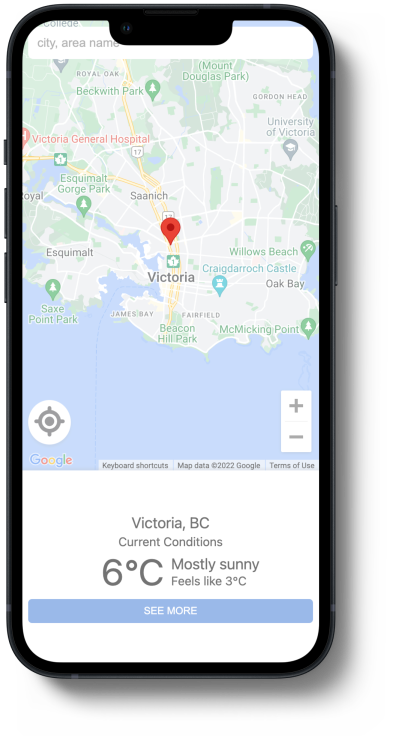 College
city, area name
(Mount
Douglas Park)
ROYAL OAK
Beckwith Park
GORDON HEAD
University
of Victoria
Victoria General Hospital
17
Esquimalt
Gorge Park
Saanich
oyal
17
Esquimalt
Willows Beach
Craigdarroch Castle
Victoria
Oak Bay
Saxe
Point Park
JAMES BAY
FAIRFIELD
Beacon
Hill Park
McMicking Point
+
−
Google
Keyboard shortcuts
Map data ©2022 Google
Terms of Use
Victoria, BC
Current Conditions
6°C
Mostly sunny
Feels like 3°C
SEE MORE